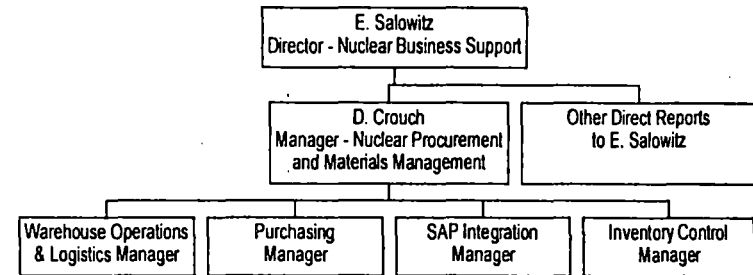 E. Salowitz
Director - Nuclear Business Support
D. Crouch
Manager - Nuclear Procurement
and Materials Management
Other Direct Reports
to E. Salowitz
Warehouse Operations
& Logistics Manager
Purchasing
Manager
SAP Integration
Manager
Inventory Control
Manager